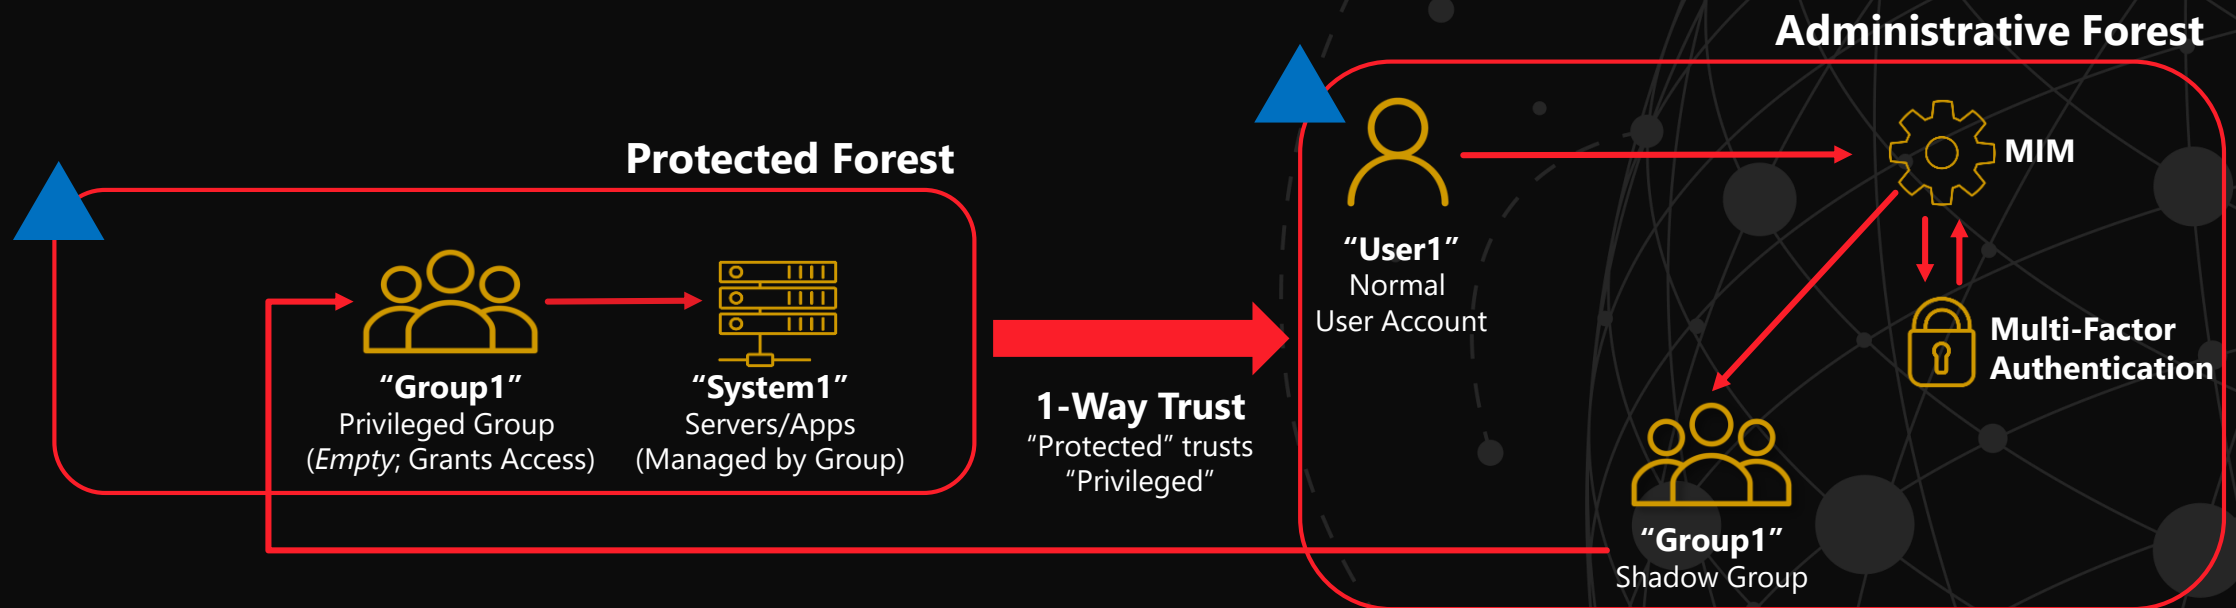 Administrative Forest
Protected Forest
MIM
“User1”
Normal
User Account
Multi-Factor
Authentication
“Group1”
Privileged Group
(Empty; Grants Access)
“System1”
Servers/Apps
(Managed by Group)
1-Way Trust
“Protected” trusts
“Privileged”
“Group1”
Shadow Group